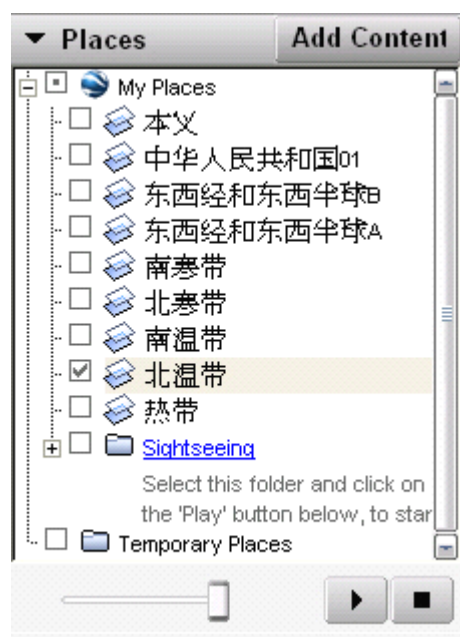 Places
Add Content
My Places
本义
中华人民共和国01
东西经和东西半球B
东西经和东西半球A
南寒带
北寒带
南温带
北温带
热带
Sightseeing
Select this folder and click on
the 'Play' button below, to star
Temporary Places